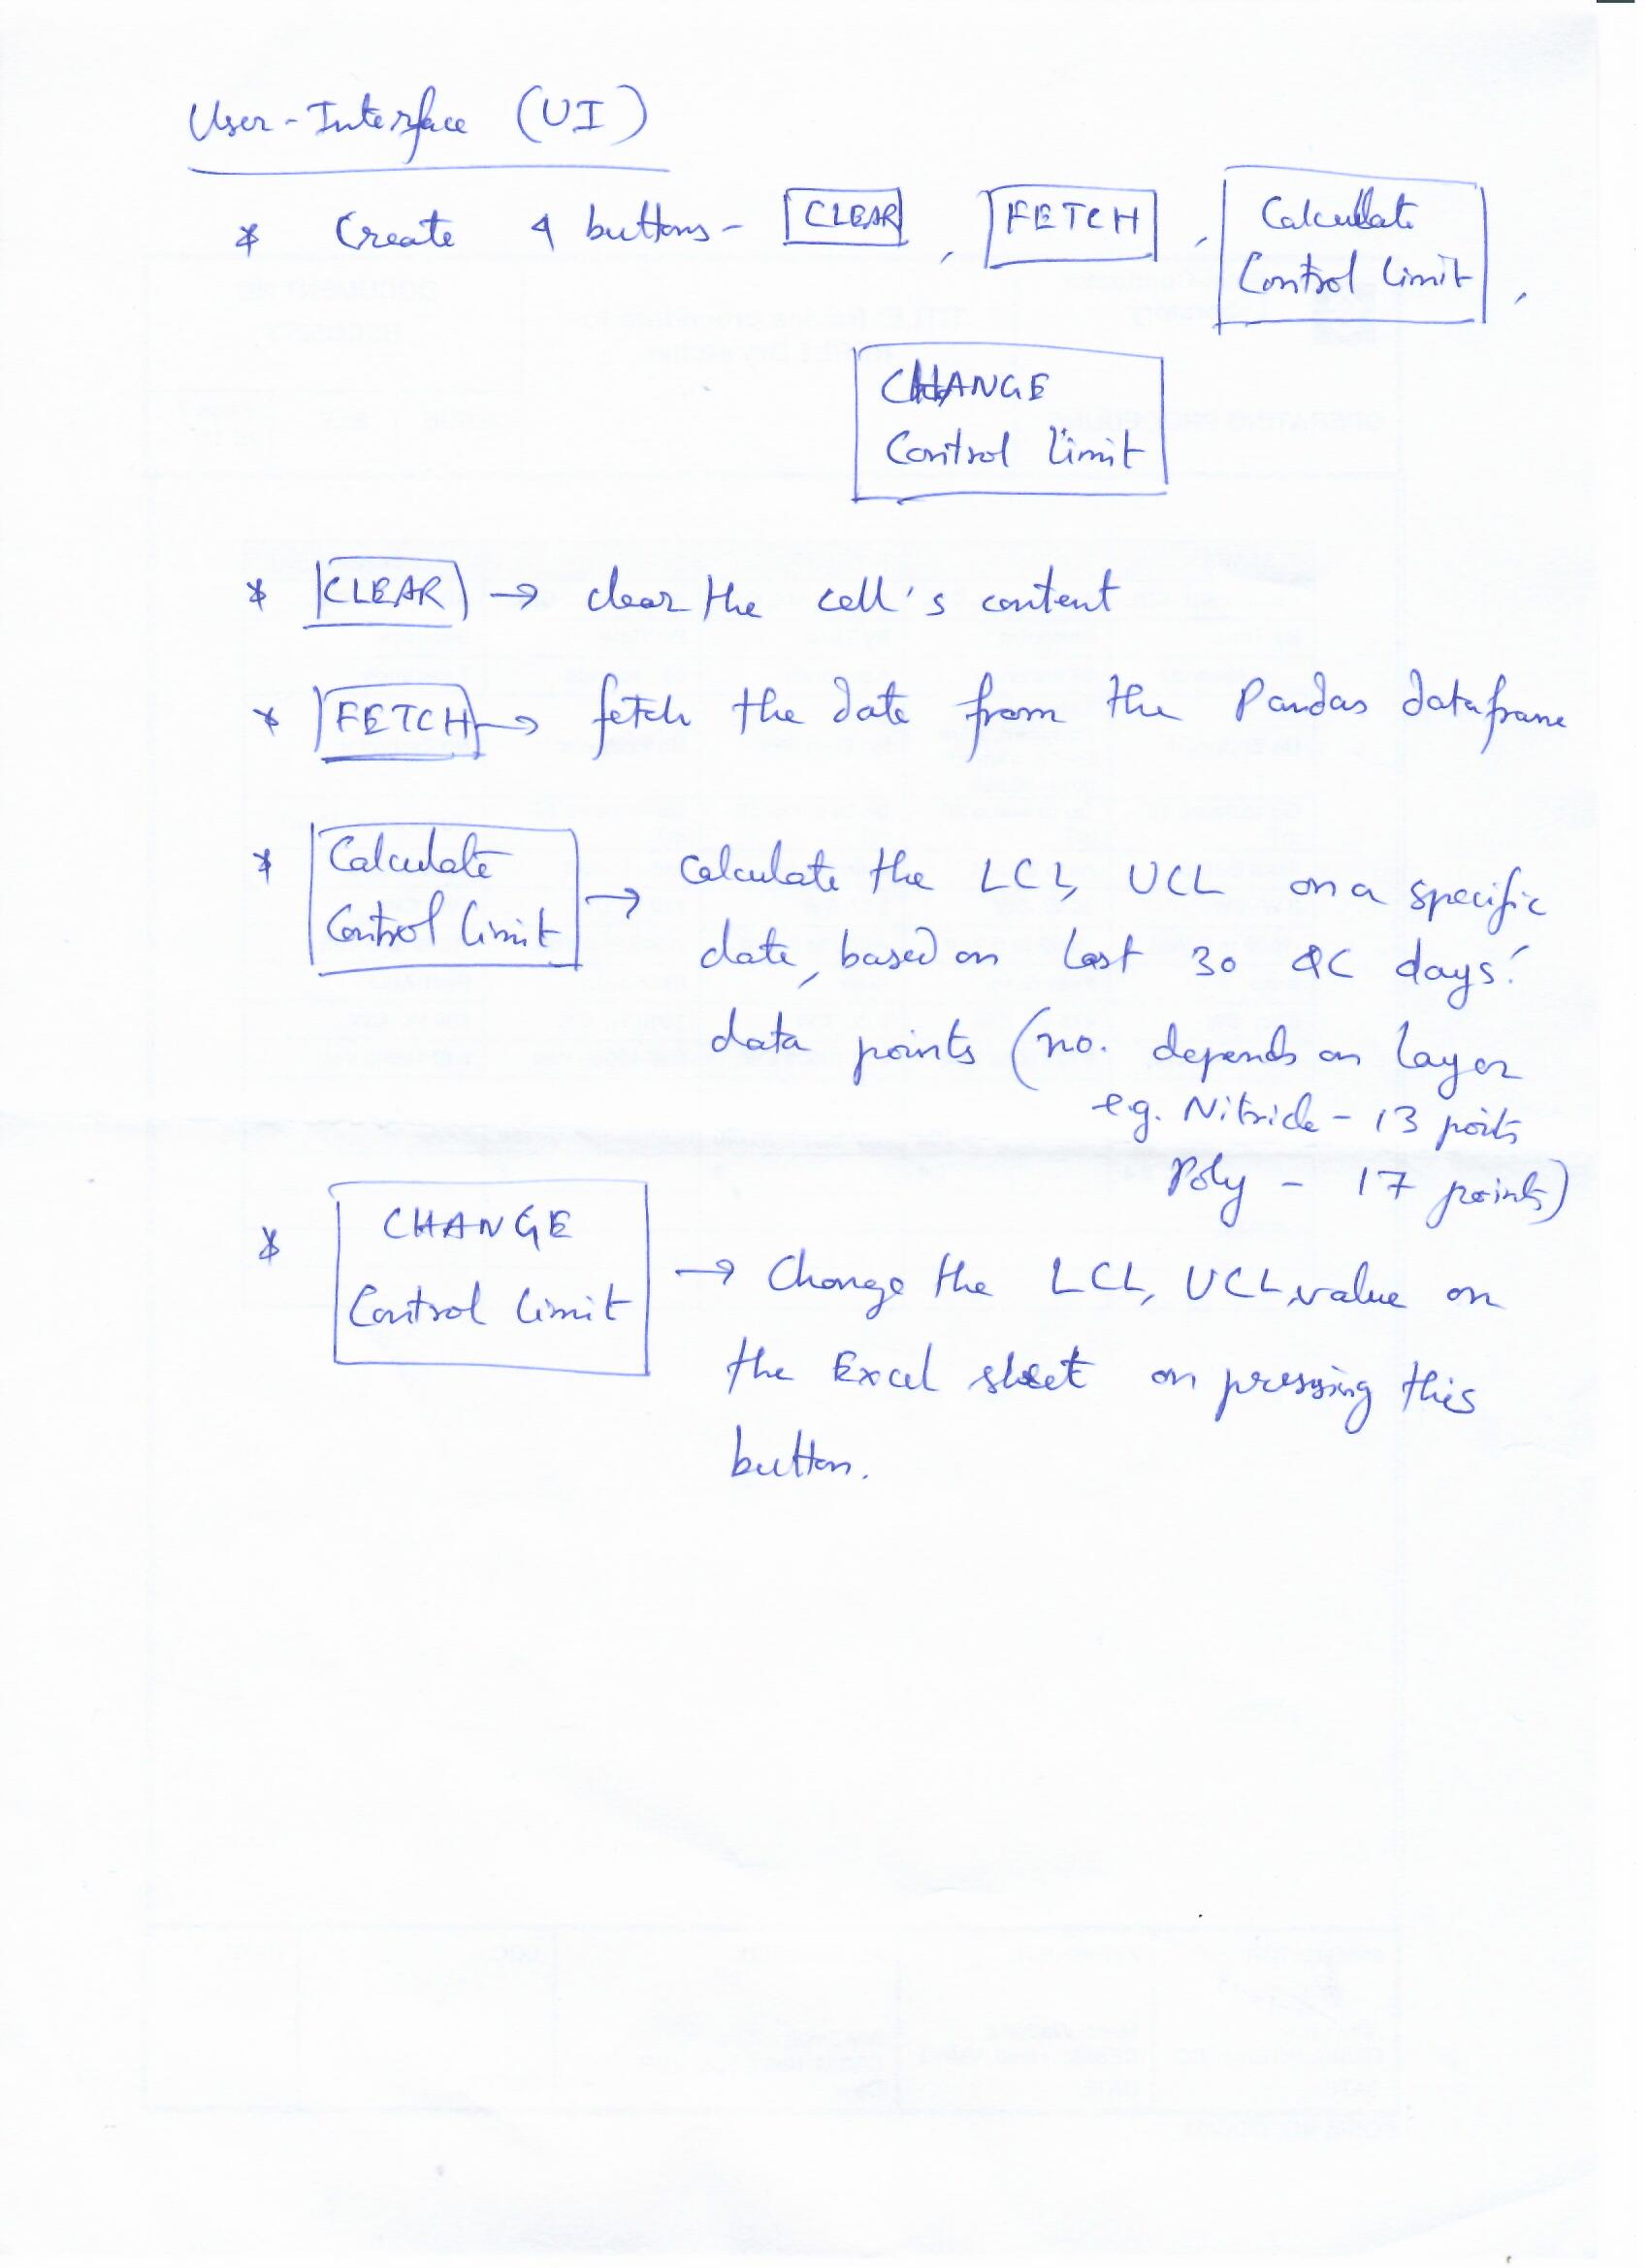 User-Interface (UI)
* Create 4 buttons - CLEAR, FETCH, Calculate Control limit,
CHANGE Control limit
* CLEAR → clear the cell's content
* FETCH → fetch the date from the Pandas dataframe
* Calculate Control limit → Calculate the LCL, UCL on a specific
date, based on last 30 QC days'
data points (no. depends on layer
e.g. Nitride - 13 points
Poly - 17 points)
* CHANGE Control limit → Change the LCL, UCL value on
the Excel sheet on pressing this
button.